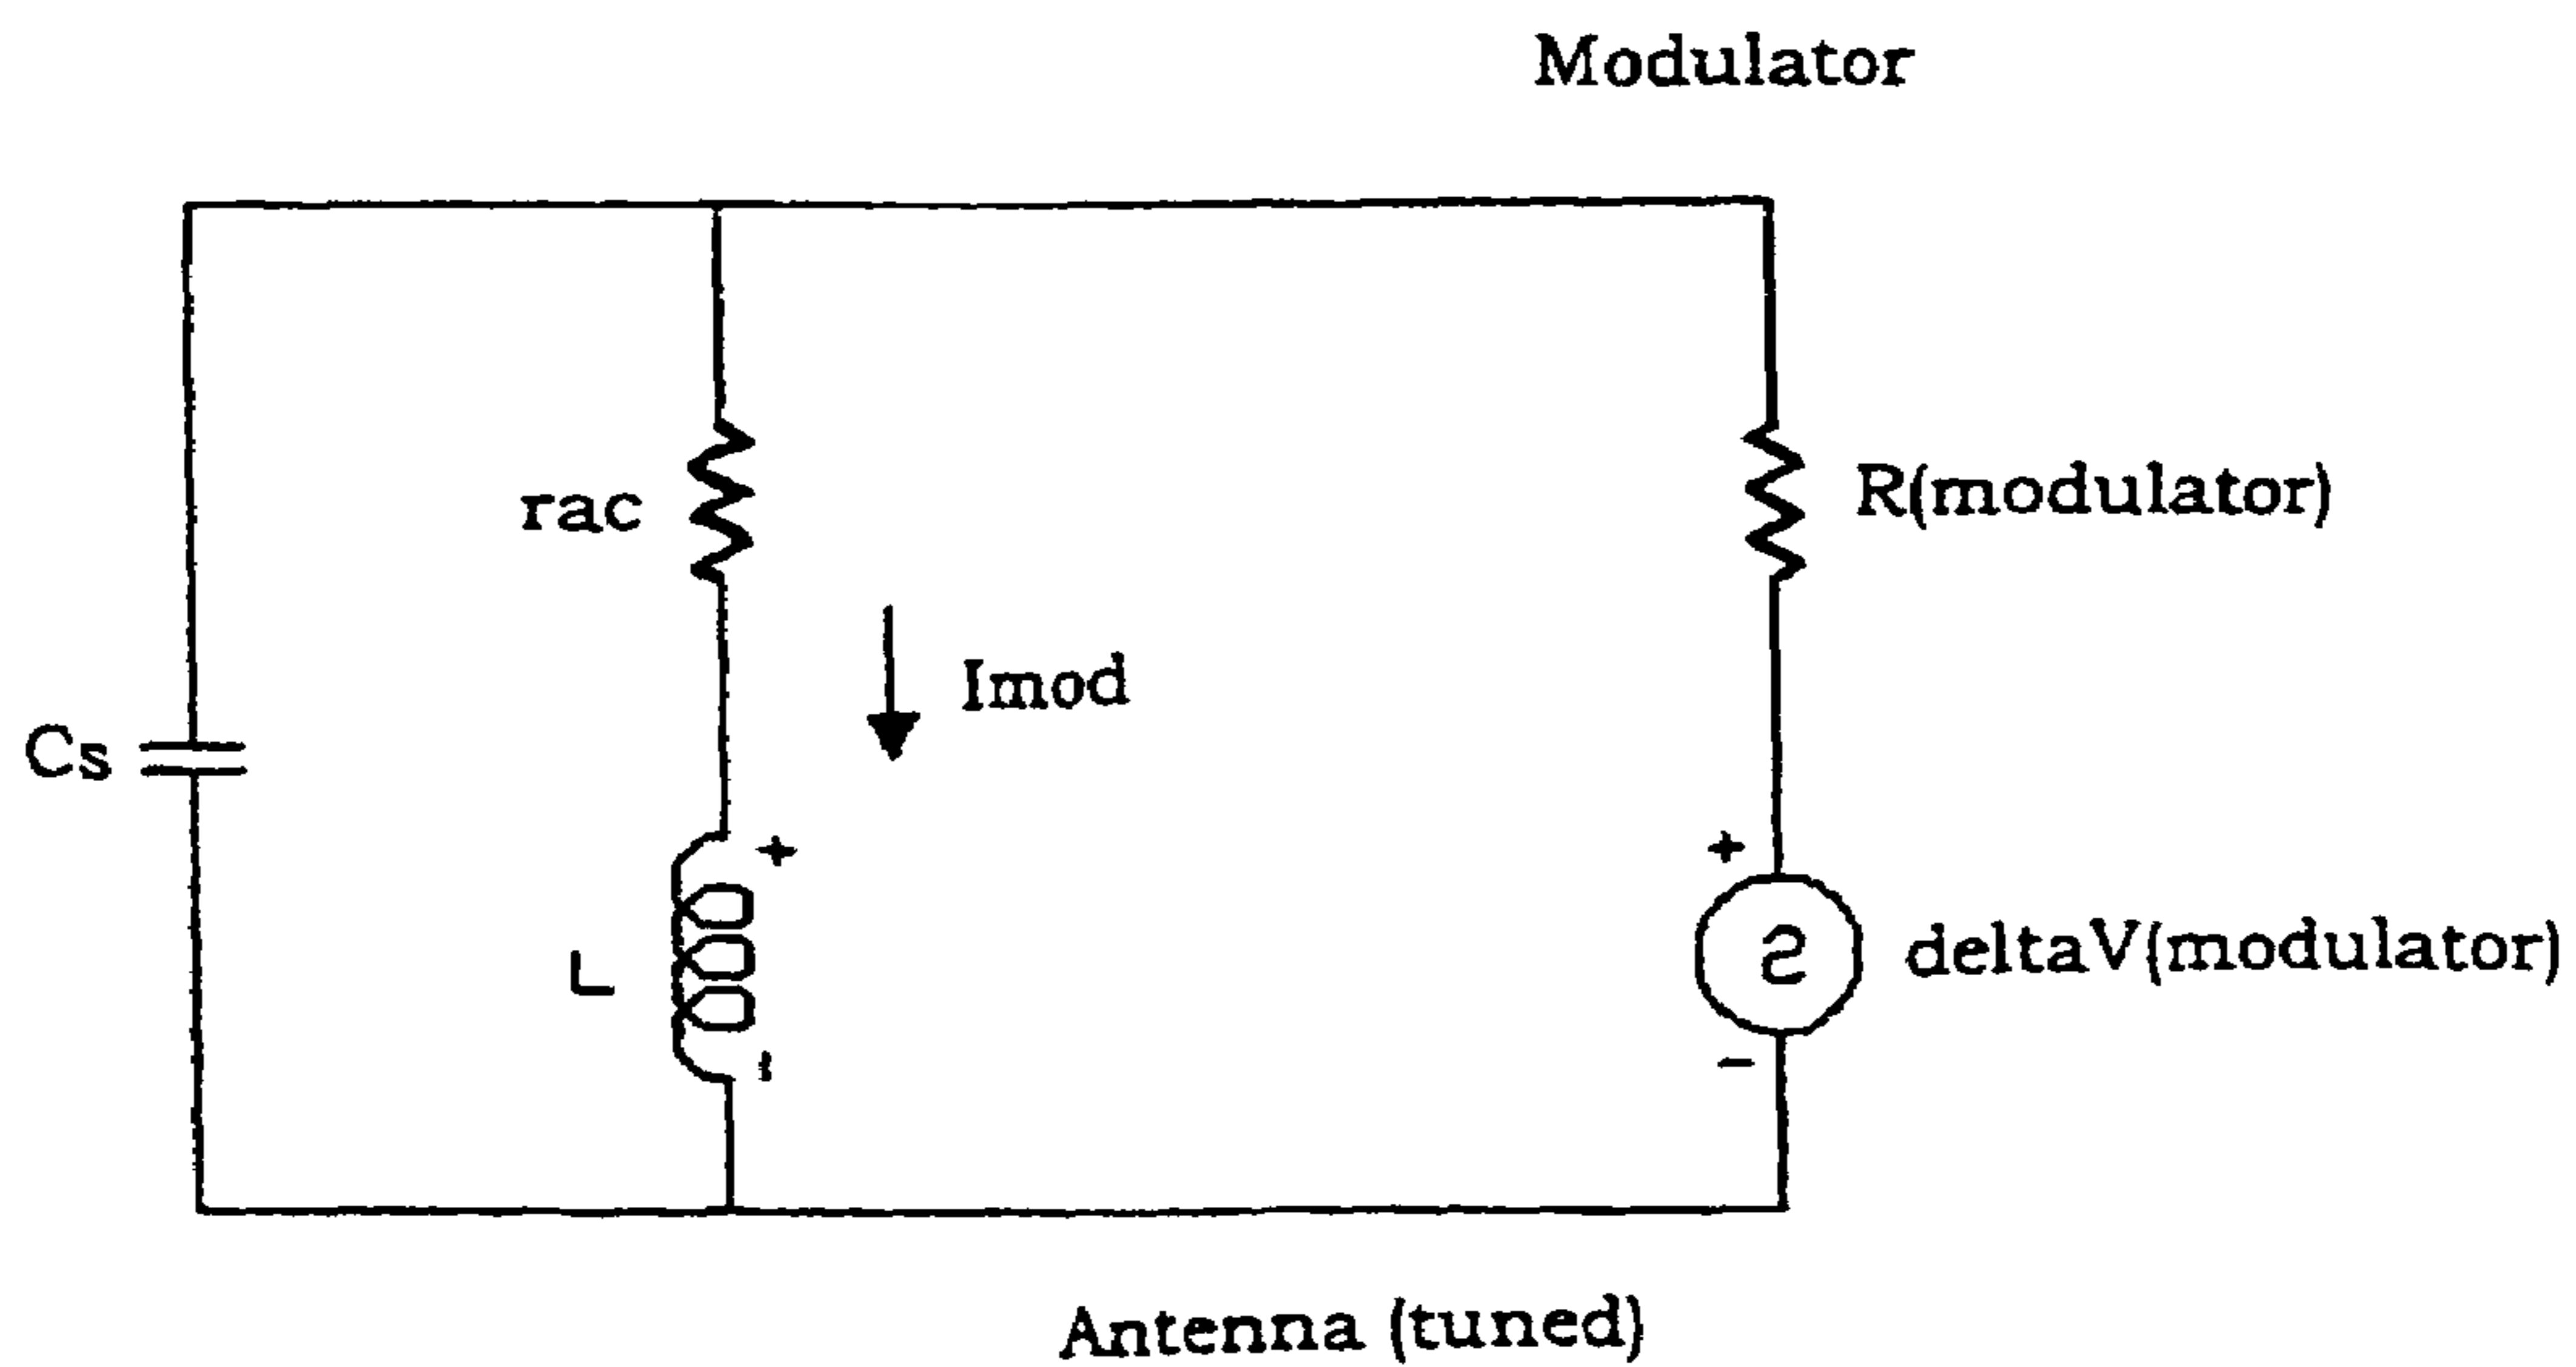 Modulator
rac
R(modulator)
Imod
Cs
+
+
L
deltaV(modulator)
-
-
Antenna (tuned)